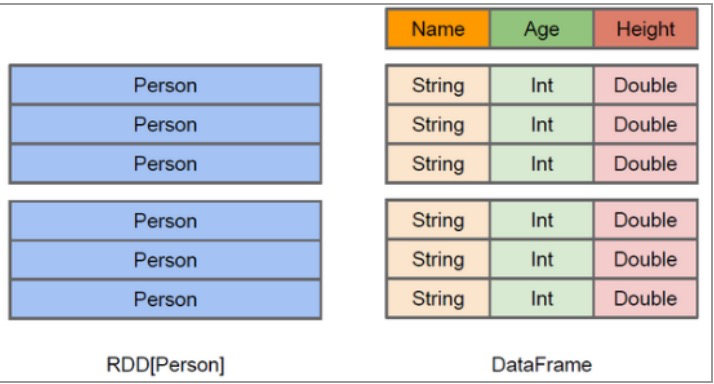 Name Age Height
Person String Int Double
Person String Int Double
Person String Int Double
Person String Int Double
Person String Int Double
Person String Int Double
RDD[Person] DataFrame